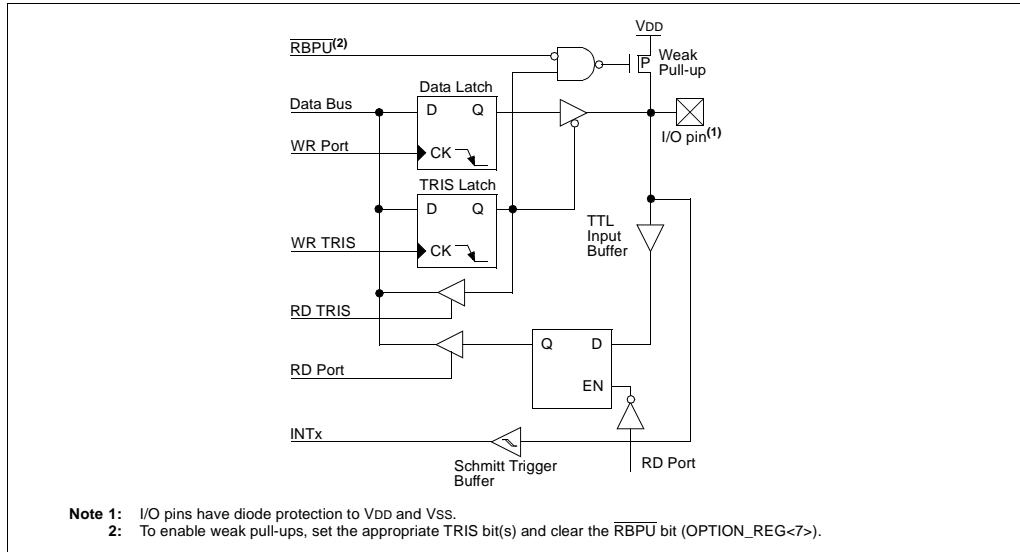 VDD
RBPU(2)
Weak
Pull-up
P
Data Latch
Data Bus
D Q
I/O pin(1)
WR Port
CK
TRIS Latch
D Q
TTL
Input
Buffer
WR TRIS
CK
RD TRIS
Q D
RD Port
EN
INTx
Schmitt Trigger
Buffer
RD Port
Note 1: I/O pins have diode protection to VDD and VSS.
2: To enable weak pull-ups, set the appropriate TRIS bit(s) and clear the RBPU bit (OPTION_REG<7>).